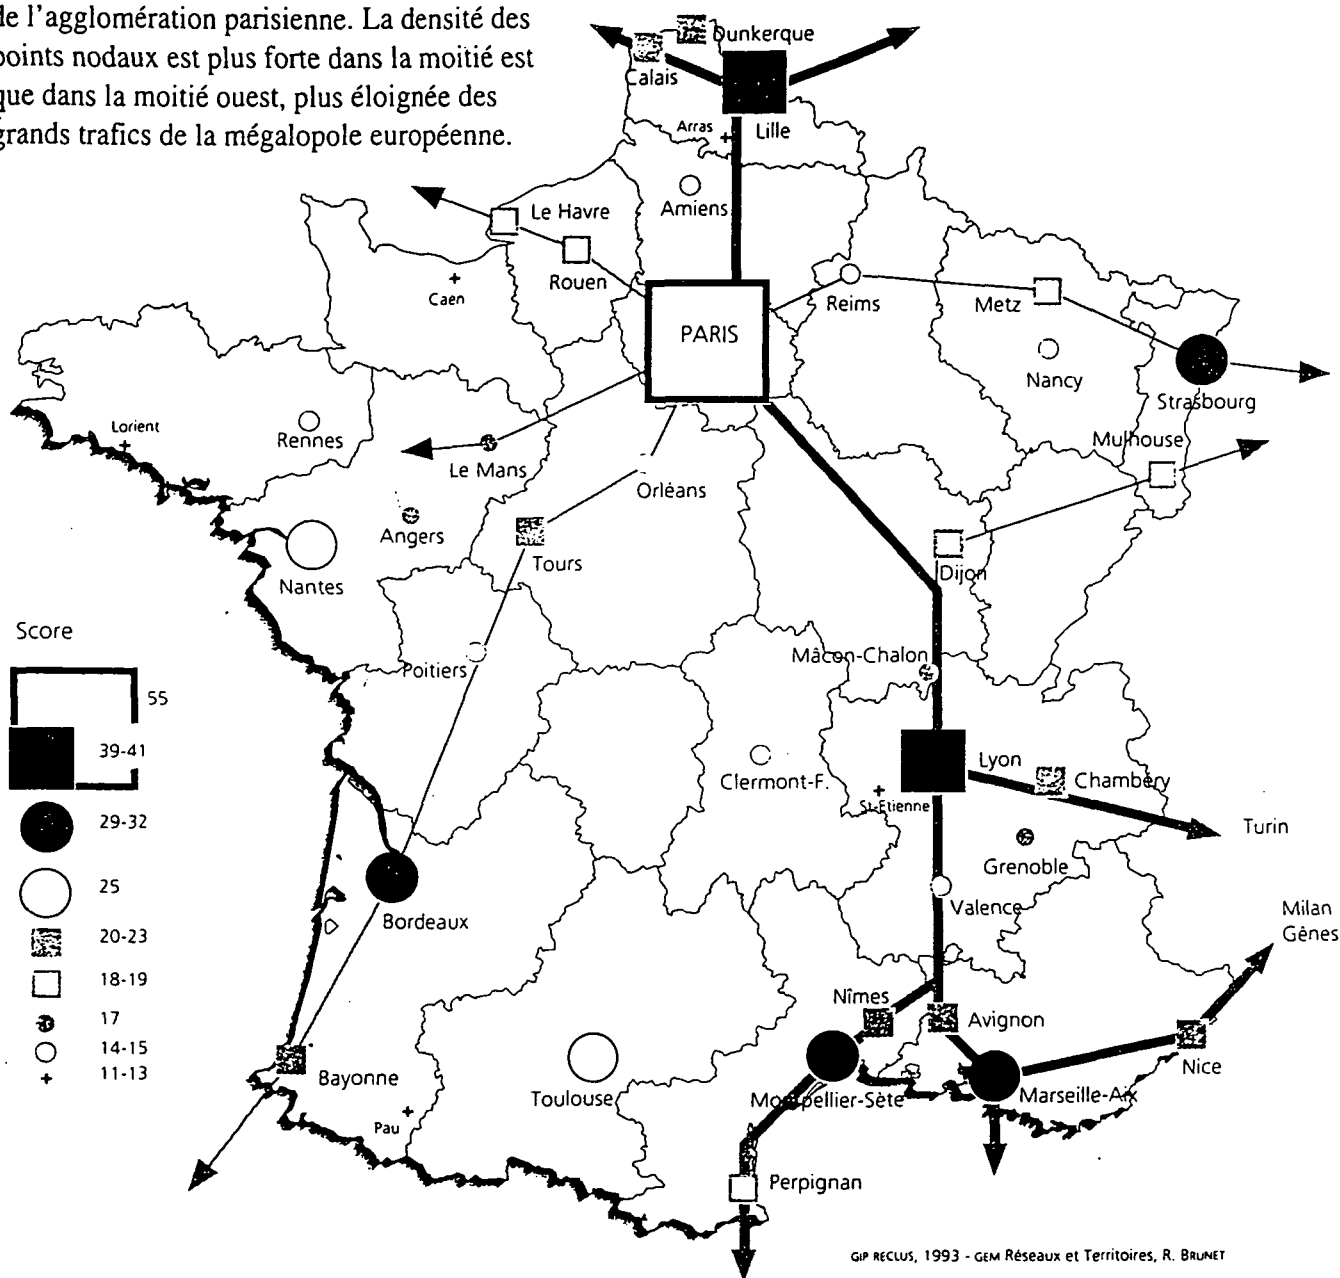 de l'agglomération parisienne. La densité des
points nodaux est plus forte dans la moitié est
que dans la moitié ouest, plus éloignée des
grands trafics de la mégalopole européenne.
Dunkerque
Calais
Arras
Lille
Amiens
Le Havre
Rouen
Caen
PARIS
Reims
Metz
Nancy
Strasbourg
Mulhouse
Lorient
Rennes
Le Mans
Orléans
Angers
Tours
Nantes
Dijon
Score
55
39-41
29-32
25
20-23
18-19
17
14-15
11-13
Poitiers
Mâcon-Chalon
Clermont-F.
Lyon
Chambéry
St-Etienne
Turin
Grenoble
Valence
Bordeaux
Milan
Gênes
Nîmes
Avignon
Nice
Bayonne
Pau
Toulouse
Montpellier-Sète
Marseille-Aix
Perpignan
GIP RECLUS, 1993 - GEM Réseaux et Territoires, R. BRUNET